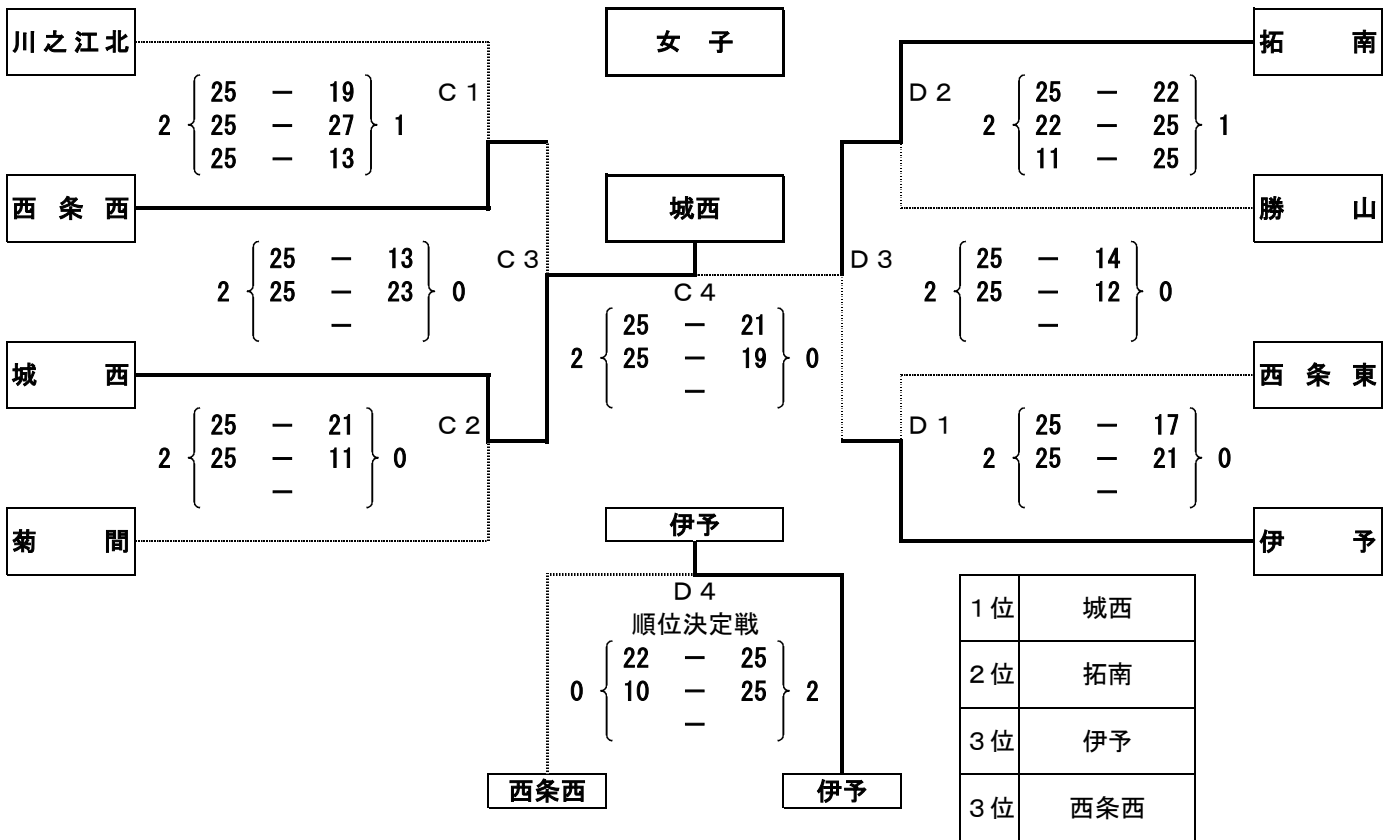 川之江北
女 子
拓 南
C1
2 25 — 19 1
25 — 27
25 — 13
D2
2 25 — 22 1
22 — 25
11 — 25
西条西
城西
勝 山
C3
2 25 — 13 0
25 — 23
—
D3
2 25 — 14 0
25 — 12
—
C4
2 25 — 21 0
25 — 19
—
城 西
西条東
C2
2 25 — 21 0
25 — 11
—
D1
2 25 — 17 0
25 — 21
—
菊 間
伊予
伊 予
D4
順位決定戦
0 22 — 25 2
10 — 25
—
西条西
伊予
1位 城西
2位 拓南
3位 伊予
3位 西条西